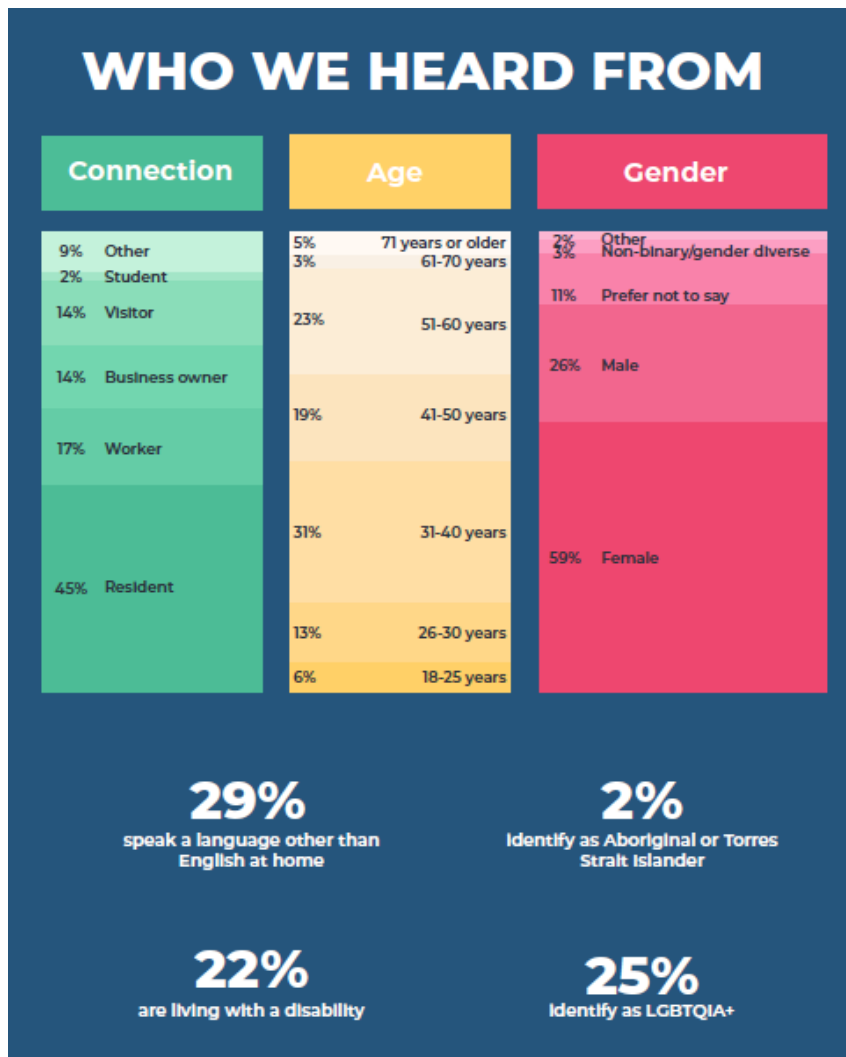 WHO WE HEARD FROM
Connection
9% Other
2% Student
14% Visitor
14% Business owner
17% Worker
45% Resident
Age
5% 71 years or older
3% 61-70 years
23% 51-60 years
19% 41-50 years
31% 31-40 years
13% 26-30 years
6% 18-25 years
Gender
2% Other
3% Non-binary/gender diverse
11% Prefer not to say
26% Male
59% Female
29%
speak a language other than
English at home
2%
identify as Aboriginal or Torres
Strait Islander
22%
are living with a disability
25%
identify as LGBTQIA+